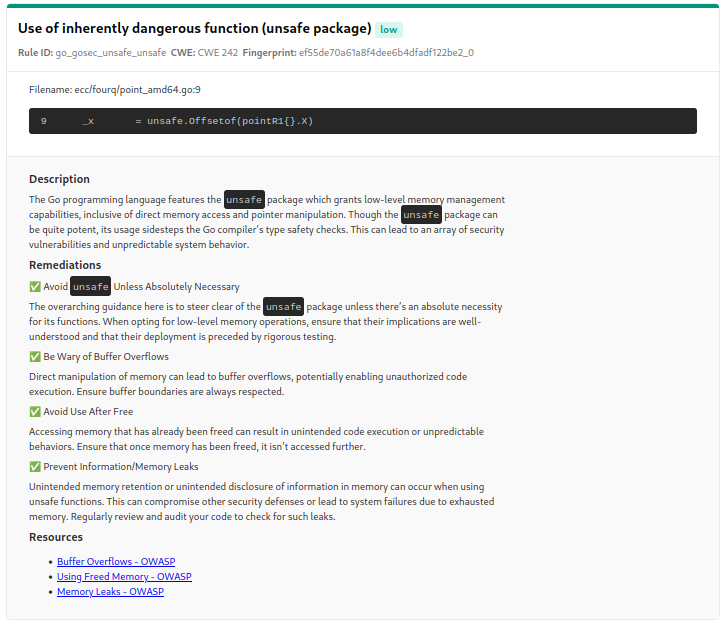 Use of inherently dangerous function (unsafe package) low
Rule ID: go_gosec_unsafe_unsafe CWE: CWE 242 Fingerprint: ef55de70a61a8f4dee6b4dfadf122be2_0
Filename: ecc/fourq/point_amd64.go:9
9 _x = unsafe.Offsetof(pointR1{}.X)
Description
The Go programming language features the unsafe package which grants low-level memory management
capabilities, inclusive of direct memory access and pointer manipulation. Though the unsafe package can
be quite potent, its usage sidesteps the Go compiler's type safety checks. This can lead to an array of security
vulnerabilities and unpredictable system behavior.
Remediations
✅ Avoid unsafe Unless Absolutely Necessary
The overarching guidance here is to steer clear of the unsafe package unless there's an absolute necessity
for its functions. When opting for low-level memory operations, ensure that their implications are well-
understood and that their deployment is preceded by rigorous testing.
✅ Be Wary of Buffer Overflows
Direct manipulation of memory can lead to buffer overflows, potentially enabling unauthorized code
execution. Ensure buffer boundaries are always respected.
✅ Avoid Use After Free
Accessing memory that has already been freed can result in unintended code execution or unpredictable
behaviors. Ensure that once memory has been freed, it isn't accessed further.
✅ Prevent Information/Memory Leaks
Unintended memory retention or unintended disclosure of information in memory can occur when using
unsafe functions. This can compromise other security defenses or lead to system failures due to exhausted
memory. Regularly review and audit your code to check for such leaks.
Resources
• Buffer Overflows - OWASP
• Using Freed Memory - OWASP
• Memory Leaks - OWASP